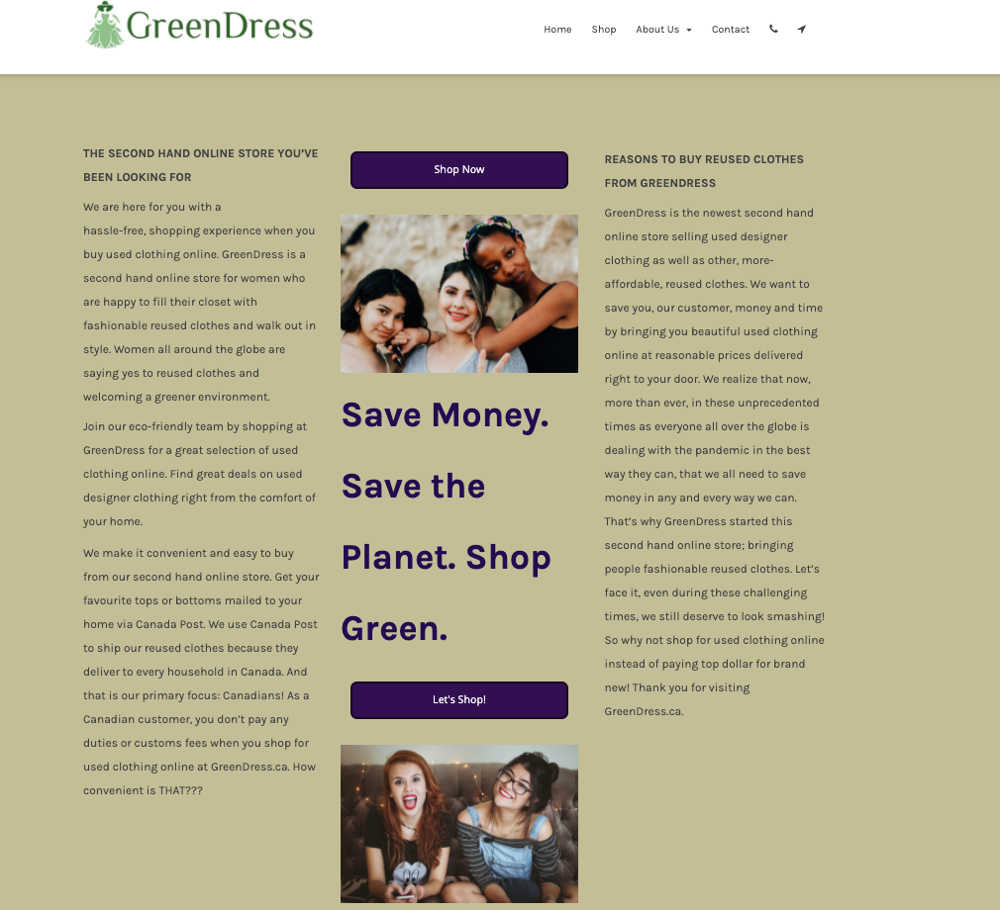 GreenDress
Home Shop About Us Contact
THE SECOND HAND ONLINE STORE YOU'VE
BEEN LOOKING FOR
We are here for you with a
hassle-free, shopping experience when you
buy used clothing online. GreenDress is a
second hand online store for women who
are happy to fill their closet with
fashionable reused clothes and walk out in
style. Women all around the globe are
saying yes to reused clothes and
welcoming a greener environment.
Join our eco-friendly team by shopping at
GreenDress for a great selection of used
clothing online. Find great deals on used
designer clothing right from the comfort of
your home.
We make it convenient and easy to buy
from our second hand online store. Get your
favourite tops or bottoms mailed to your
home via Canada Post. We use Canada Post
to ship our reused clothes because they
deliver to every household in Canada. And
that is our primary focus: Canadians! As a
Canadian customer, you don't pay any
duties or customs fees when you shop for
used clothing online at GreenDress.ca. How
convenient is THAT???
Shop Now
Save Money.
Save the
Planet. Shop
Green.
Let's Shop!
REASONS TO BUY REUSED CLOTHES
FROM GREENDRESS
GreenDress is the newest second hand
online store selling used designer
clothing as well as other, more-
affordable, reused clothes. We want to
save you, our customer, money and time
by bringing you beautiful used clothing
online at reasonable prices delivered
right to your door. We realize that now,
more than ever, in these unprecedented
times as everyone all over the globe is
dealing with the pandemic in the best
way they can, that we all need to save
money in any and every way we can.
That's why GreenDress started this
second hand online store; bringing
people fashionable reused clothes. Let's
face it, even during these challenging
times, we still deserve to look smashing!
So why not shop for used clothing online
instead of paying top dollar for brand
new! Thank you for visiting
GreenDress.ca.